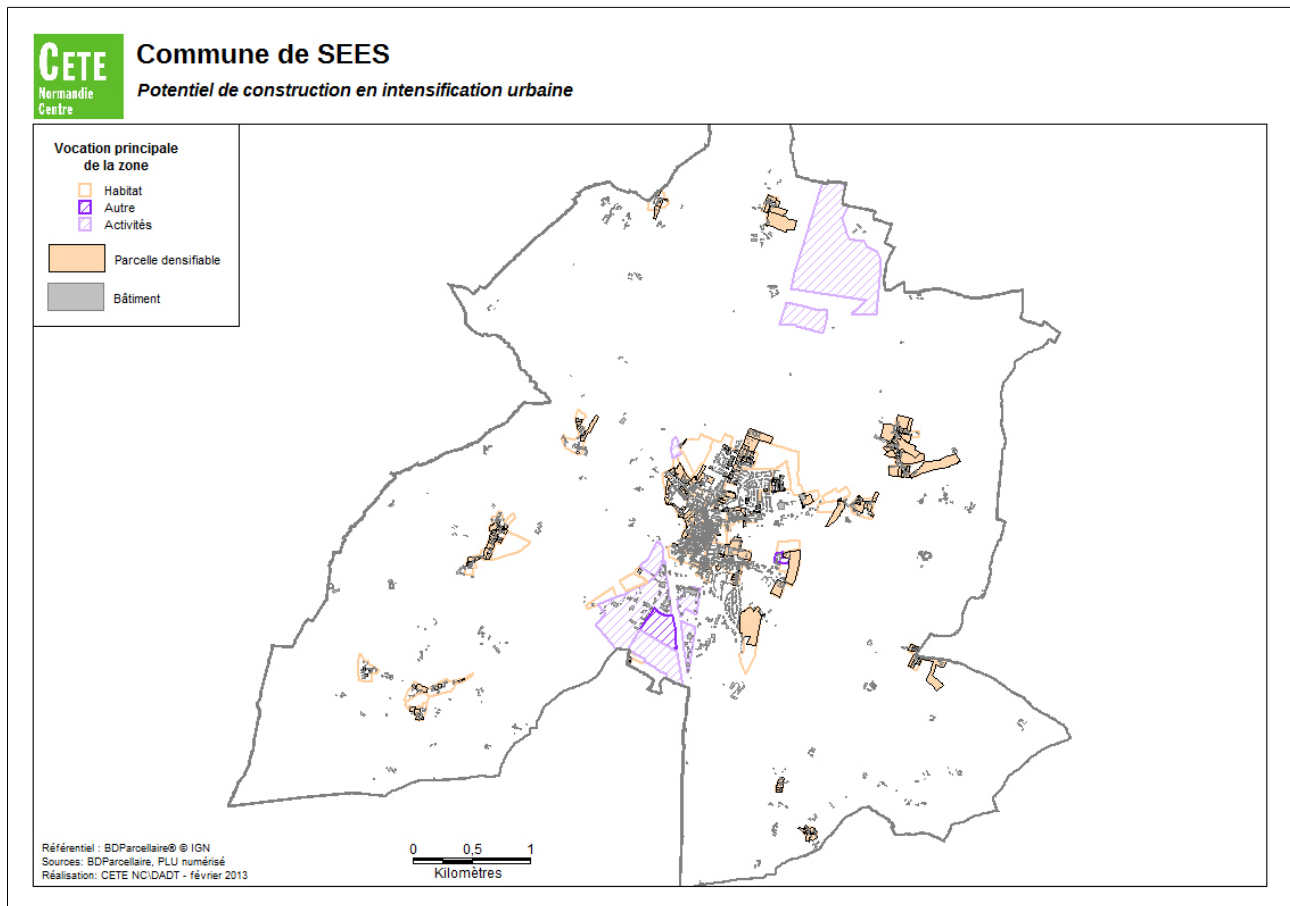 CETE
Normandie
Centre
Commune de SEES
Potentiel de construction en intensification urbaine
Vocation principale
de la zone
Habitat
Autre
Activités
Parcelle densifiable
Bâtiment
Référentiel : BDParcellaire® © IGN
Sources: BDParcellaire, PLU numérisé
Réalisation: CETE NC\DADT - février 2013
0 0,5 1
Kilomètres